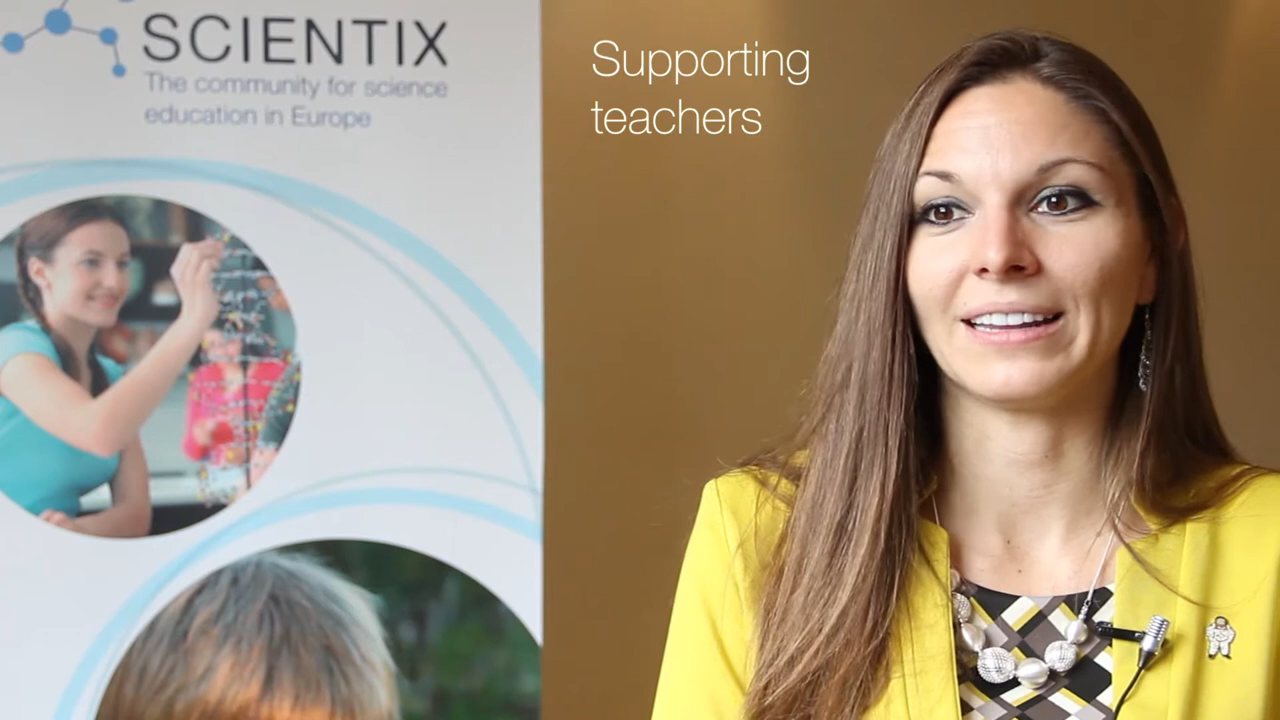 SCIENTIX
The community for science
education in Europe
Supporting
teachers